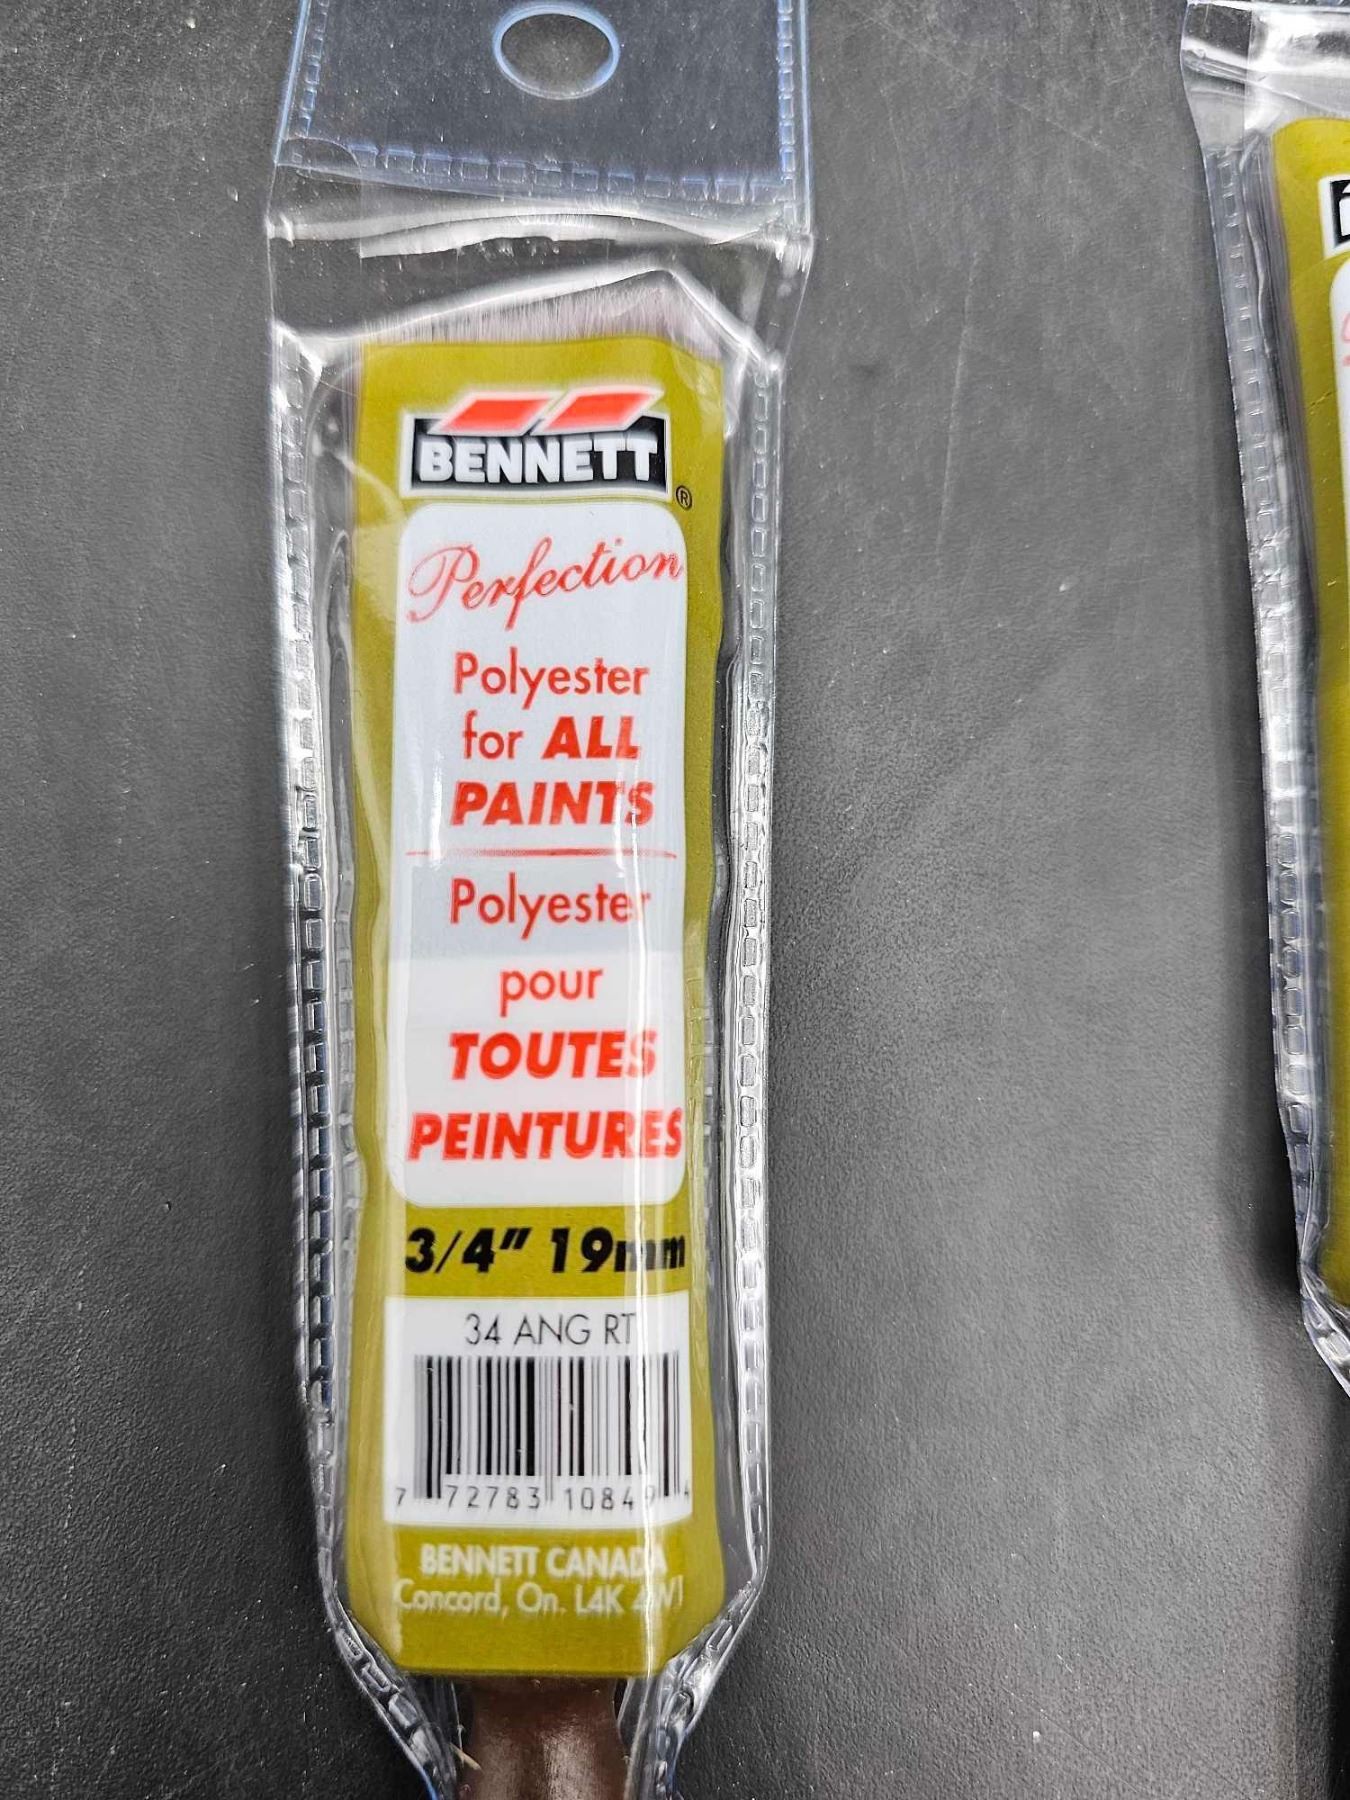 BENNETT®
Perfection
Polyester
for ALL
PAINTS
Polyester
pour
TOUTES
PEINTURES
3/4" 19mm
34 ANG RT
7 72783 10849 4
BENNETT CANADA
Concord, On. L4K 4W1